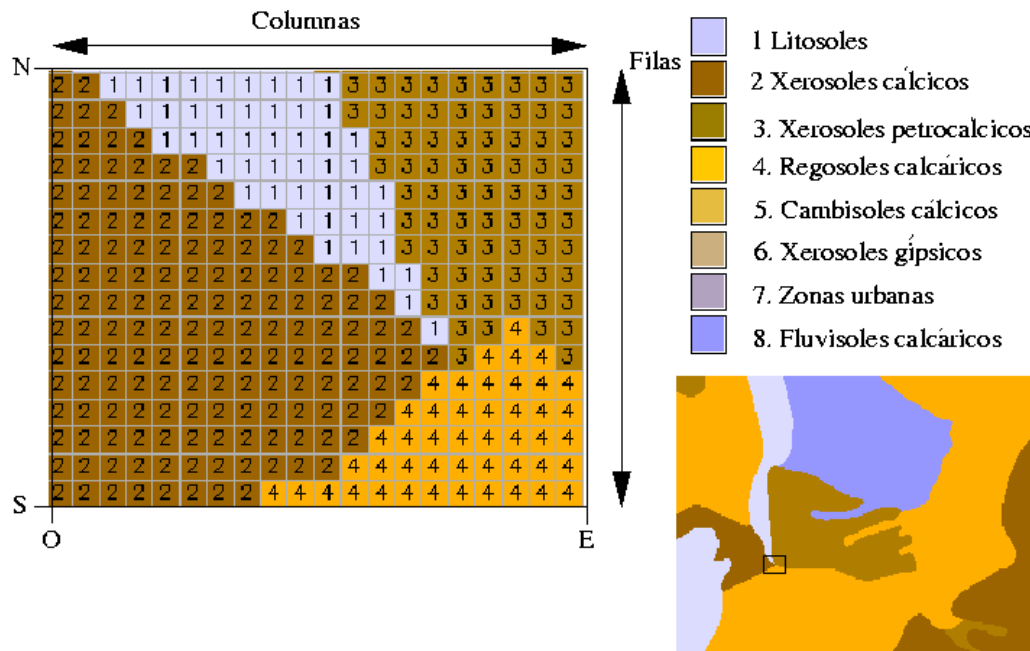 Columnas
N
Filas
2 2 1 1 1 1 1 1 1 1 1 3 3 3 3 3 3 3 3 3
2 2 2 1 1 1 1 1 1 1 1 3 3 3 3 3 3 3 3 3
2 2 2 2 1 1 1 1 1 1 1 1 3 3 3 3 3 3 3 3
2 2 2 2 2 2 1 1 1 1 1 1 3 3 3 3 3 3 3 3
2 2 2 2 2 2 2 1 1 1 1 1 1 3 3 3 3 3 3 3
2 2 2 2 2 2 2 2 2 1 1 1 1 3 3 3 3 3 3 3
2 2 2 2 2 2 2 2 2 2 1 1 1 3 3 3 3 3 3 3
2 2 2 2 2 2 2 2 2 2 2 2 1 1 3 3 3 3 3 3
2 2 2 2 2 2 2 2 2 2 2 2 2 1 3 3 3 3 3 3
2 2 2 2 2 2 2 2 2 2 2 2 2 2 1 3 3 4 3 3
2 2 2 2 2 2 2 2 2 2 2 2 2 2 2 3 4 4 4 3
2 2 2 2 2 2 2 2 2 2 2 2 2 2 4 4 4 4 4 4
2 2 2 2 2 2 2 2 2 2 2 2 2 4 4 4 4 4 4 4
2 2 2 2 2 2 2 2 2 2 2 2 4 4 4 4 4 4 4 4
2 2 2 2 2 2 2 2 2 2 2 4 4 4 4 4 4 4 4 4
2 2 2 2 2 2 2 2 4 4 4 4 4 4 4 4 4 4 4 4
S
O
E
1 Litosoles
2 Xerosoles cálcicos
3. Xerosoles petrocalcicos
4. Regosoles calcáricos
5. Cambisoles cálcicos
6. Xerosoles gípsicos
7. Zonas urbanas
8. Fluvisoles calcáricos